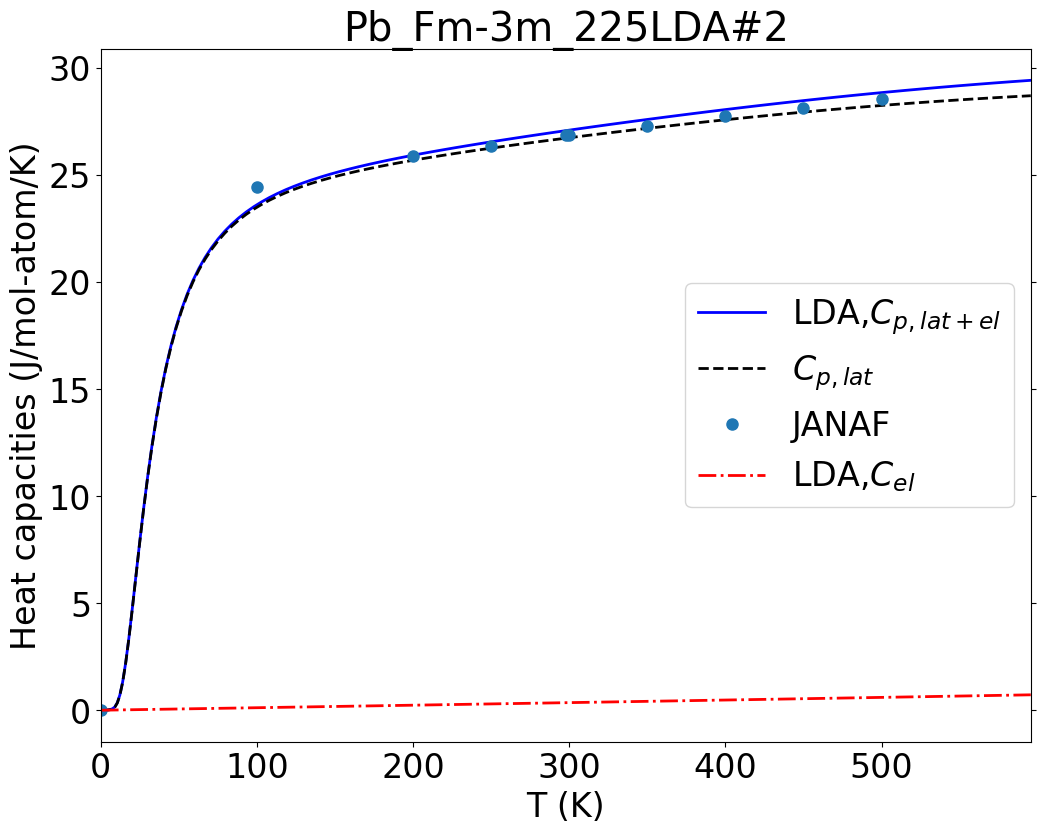 Pb_Fm-3m_225LDA#2
Heat capacities (J/mol-atom/K)
30
25
20
15
10
5
0
LDA,C_{p, lat+el}
C_{p, lat}
JANAF
LDA,C_{el}
0 100 200 300 400 500
T (K)